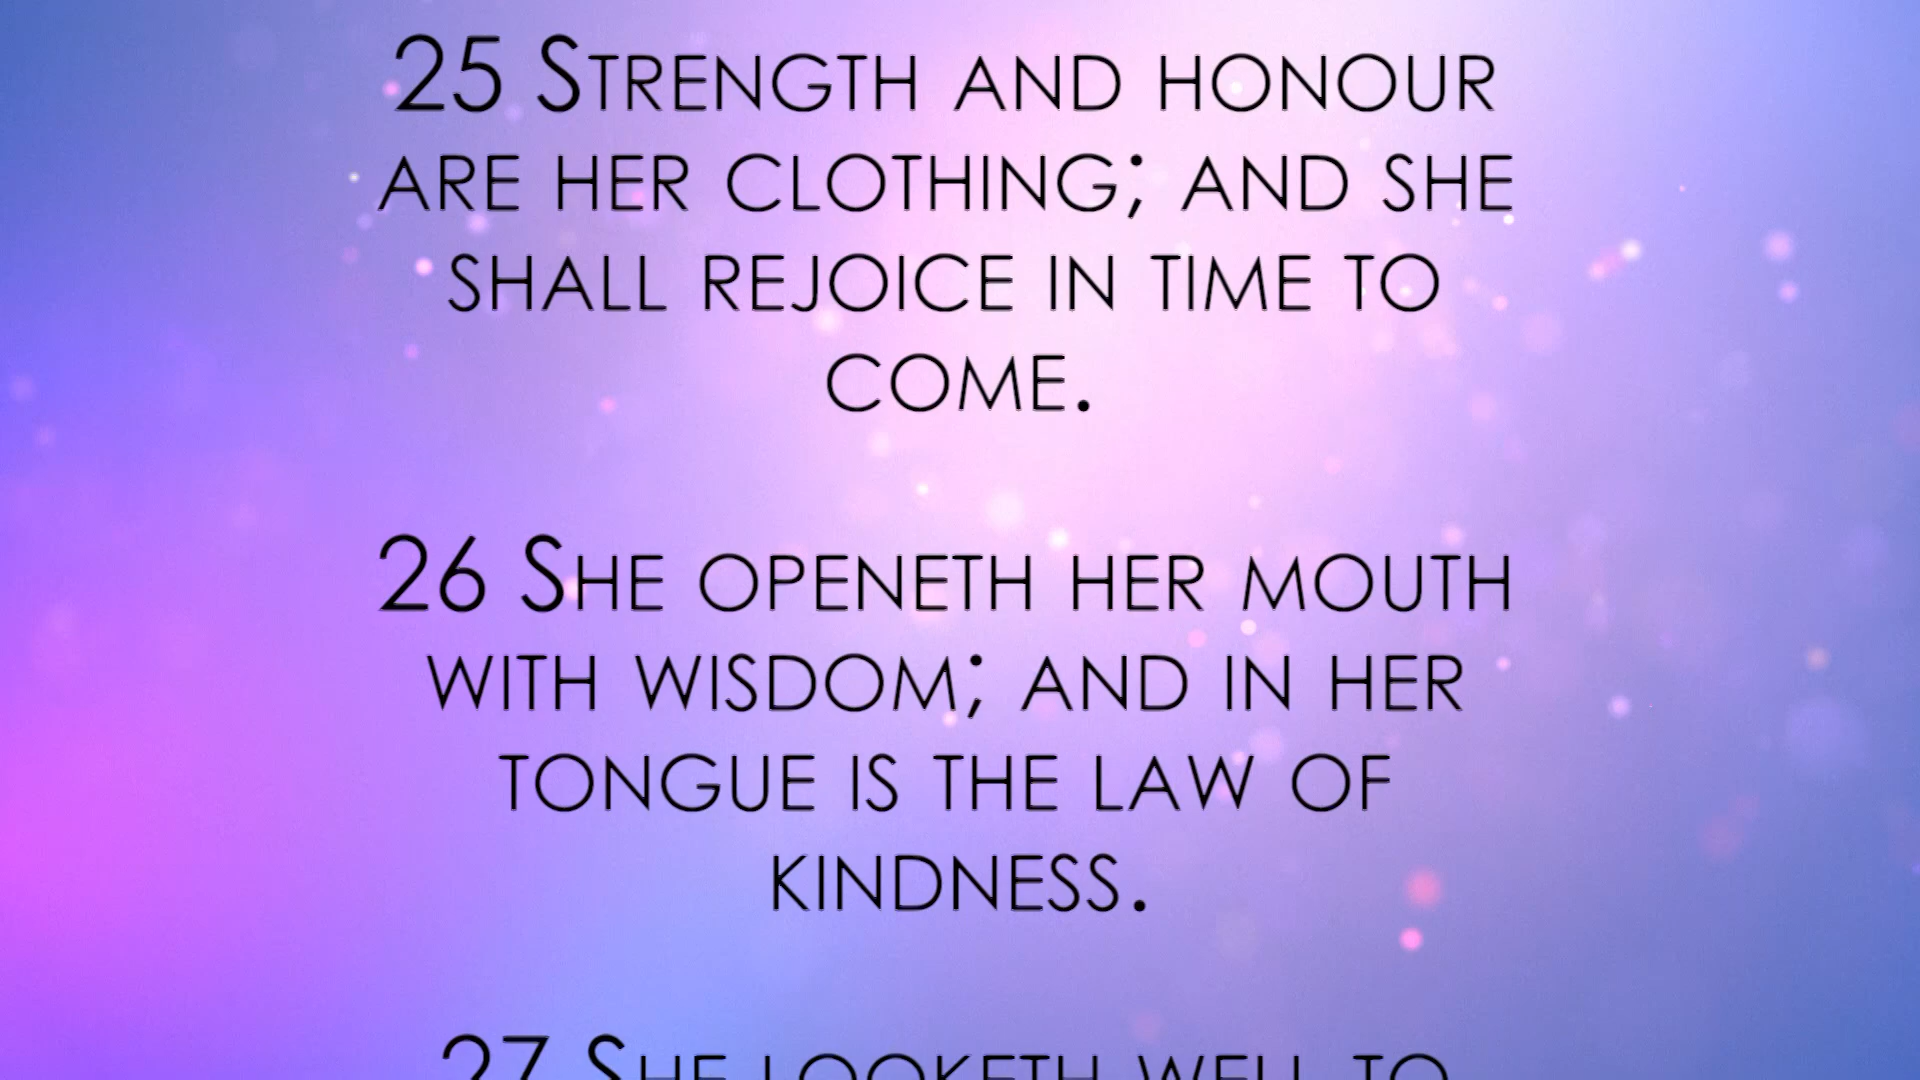 25 Strength and honour
are her clothing; and she
shall rejoice in time to
come.
26 She openeth her mouth
with wisdom; and in her
tongue is the law of
kindness.
27 She looketh well to